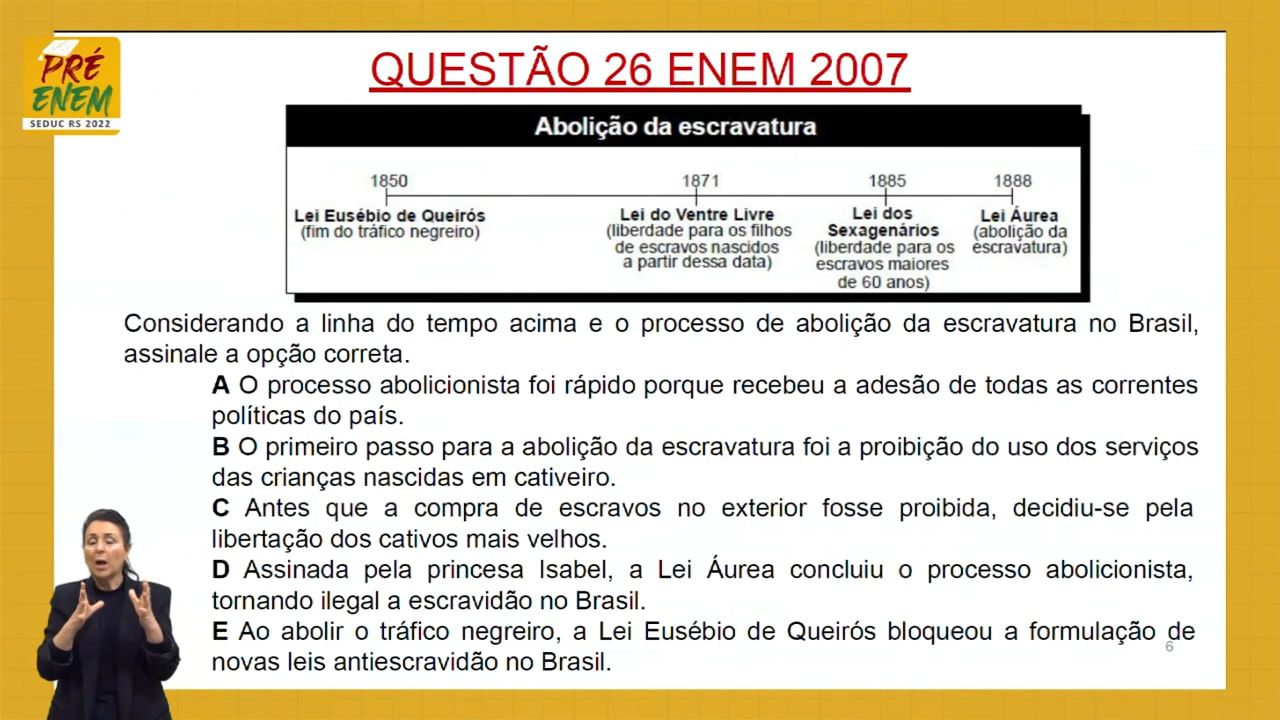 PRÉ
ENEM
SEDUC RS 2022
QUESTÃO 26 ENEM 2007
Abolição da escravatura
1850
Lei Eusébio de Queirós
(fim do tráfico negreiro)
1871
Lei do Ventre Livre
(liberdade para os filhos
de escravos nascidos
a partir dessa data)
1885
Lei dos
Sexagenários
(liberdade para os
escravos maiores
de 60 anos)
1888
Lei Áurea
(abolição da
escravatura)
Considerando a linha do tempo acima e o processo de abolição da escravatura no Brasil,
assinale a opção correta.
A O processo abolicionista foi rápido porque recebeu a adesão de todas as correntes
políticas do país.
B O primeiro passo para a abolição da escravatura foi a proibição do uso dos serviços
das crianças nascidas em cativeiro.
C Antes que a compra de escravos no exterior fosse proibida, decidiu-se pela
libertação dos cativos mais velhos.
D Assinada pela princesa Isabel, a Lei Áurea concluiu o processo abolicionista,
tornando ilegal a escravidão no Brasil.
E Ao abolir o tráfico negreiro, a Lei Eusébio de Queirós bloqueou a formulação de
novas leis antiescravidão no Brasil.
6